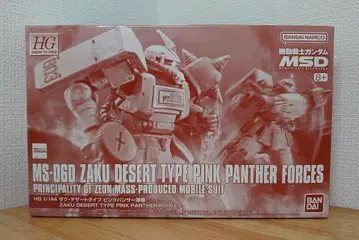 HG
BANDAI NAMCO
機動戦士ガンダム
MSD
8+
MS-06D ZAKU DESERT TYPE PINK PANTHER FORCES
PRINCIPALITY OF ZEON MASS-PRODUCED MOBILE SUIT
HG 1/144 ザク・デザートタイプ ピンクパンサー隊機
ZAKU DESERT TYPE PINK PANTHER FORCES
BANDAI